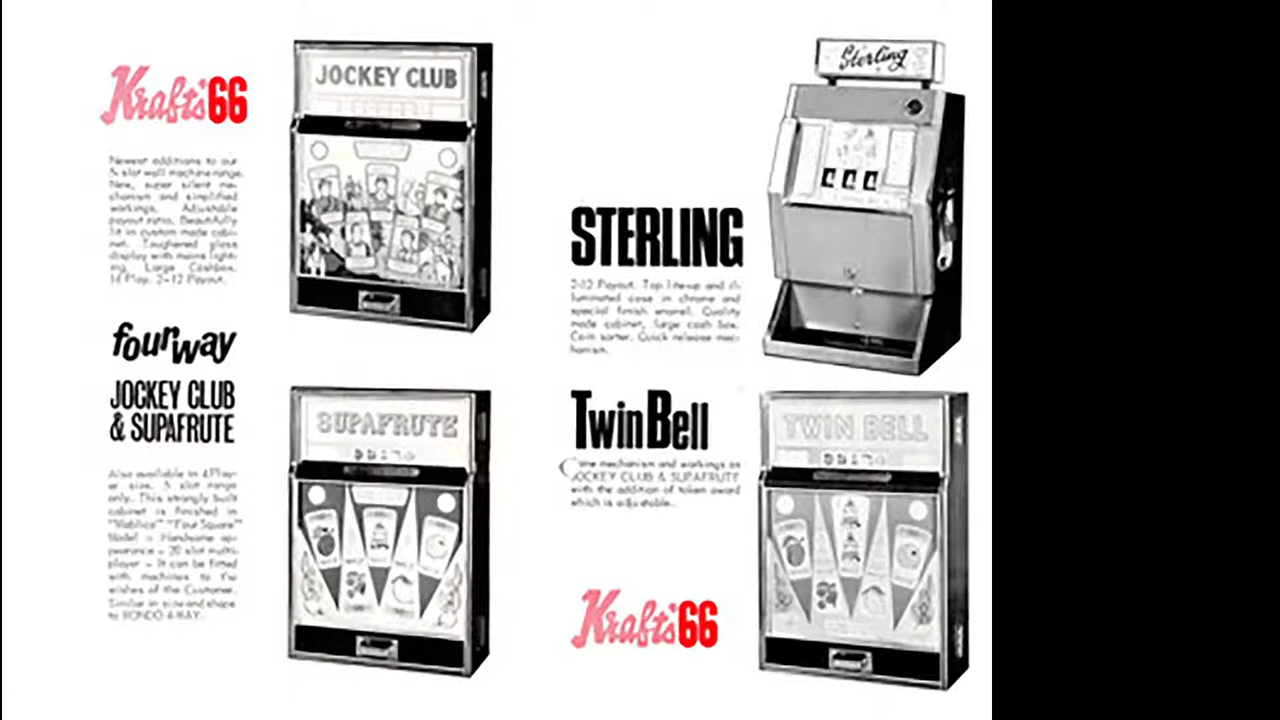 Kraft's 66
Newest additions to our
5 slot wall machine range.
New, super silent me-
chanism and simplified
workings. Adjustable
payout ratio. Beautifully
lit in custom made cabi-
net. Toughened glass
display with mains light-
ing. Large Cashbox.
16 Play. 2-12 Payout.
fourway
JOCKEY CLUB
& SUPAFRUTE
Also available in 4 Play-
er size. 5 slot range
only. This strongly built
cabinet is finished in
"Four Square"
Model - Handsome ap-
pearance - 20 slot multi-
player - It can be fitted
with machines to the
wishes of the Customer.
Similar in size and shape
to RONDO 4-WAY.
JOCKEY CLUB
SUPAFRUTE
STERLING
2-12 Payout. Top line-up and il-
luminated case in chrome and
special finish enamel. Quality
made cabinet, large cash box.
Coin sorter. Quick release mec-
hanism.
Sterling
Twin Bell
Same mechanism and workings as
JOCKEY CLUB & SUPAFRUTE
with the addition of token award
which is adjustable.
TWIN BELL
Kraft's 66